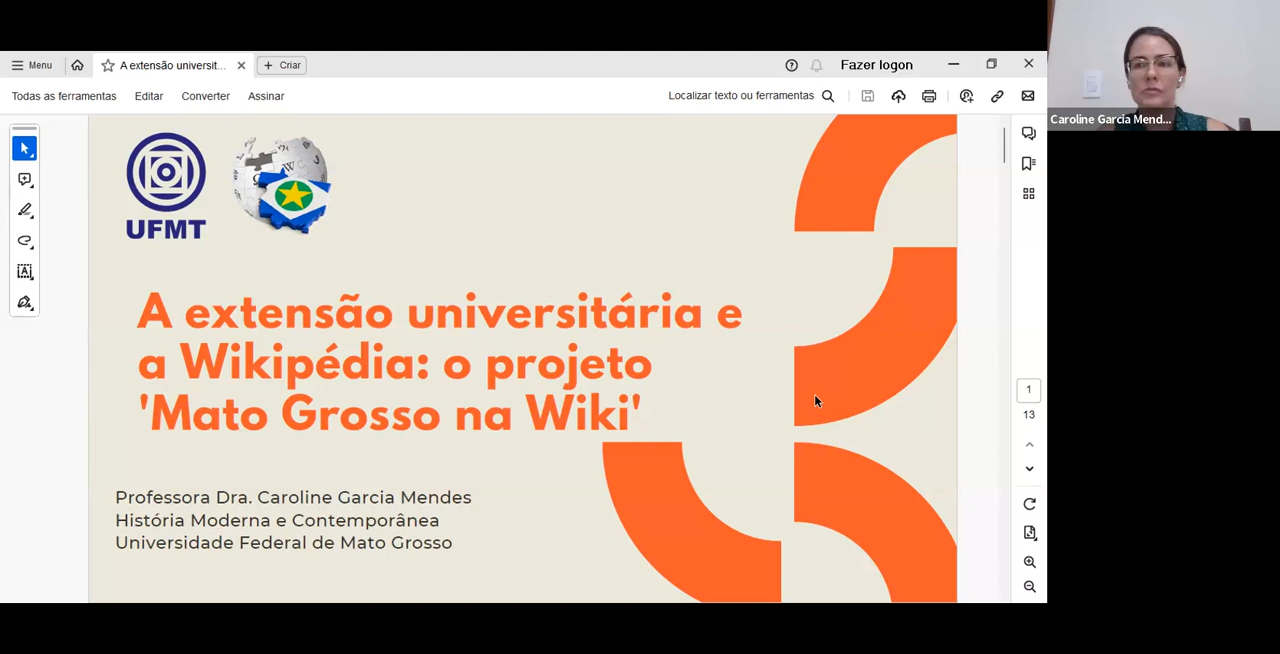 Menu
A extensão universit...
Criar
Fazer logon
Todas as ferramentas
Editar
Converter
Assinar
Localizar texto ou ferramentas
Caroline Garcia Mend...
UFMT
W
A extensão universitária e
a Wikipédia: o projeto
'Mato Grosso na Wiki'
Professora Dra. Caroline Garcia Mendes
História Moderna e Contemporânea
Universidade Federal de Mato Grosso
1
13